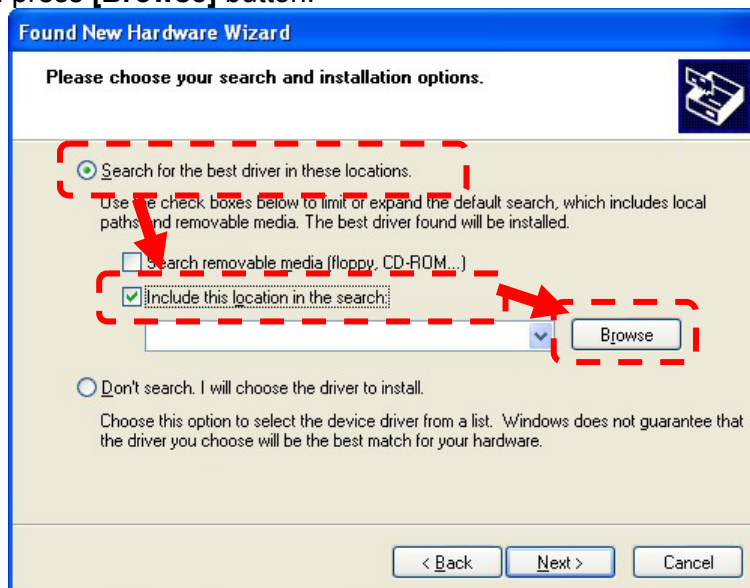 press [Browse] button.
Found New Hardware Wizard
Please choose your search and installation options.
Search for the best driver in these locations.
Use the check boxes below to limit or expand the default search, which includes local
paths and removable media. The best driver found will be installed.
Search removable media (floppy, CD-ROM...)
Include this location in the search:
Browse
Don't search. I will choose the driver to install.
Choose this option to select the device driver from a list. Windows does not guarantee that
the driver you choose will be the best match for your hardware.
< Back
Next >
Cancel